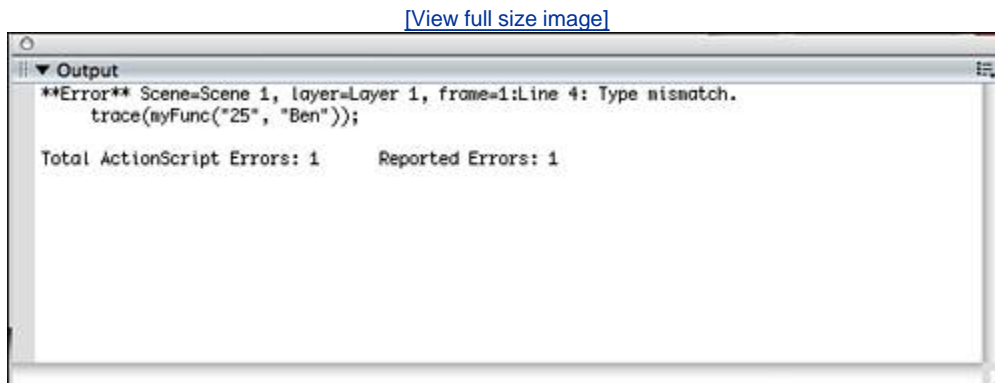 [View full size image]
Output
**Error** Scene=Scene 1, layer=Layer 1, frame=1:Line 4: Type mismatch.
trace(myFunc("25", "Ben"));
Total ActionScript Errors: 1 Reported Errors: 1